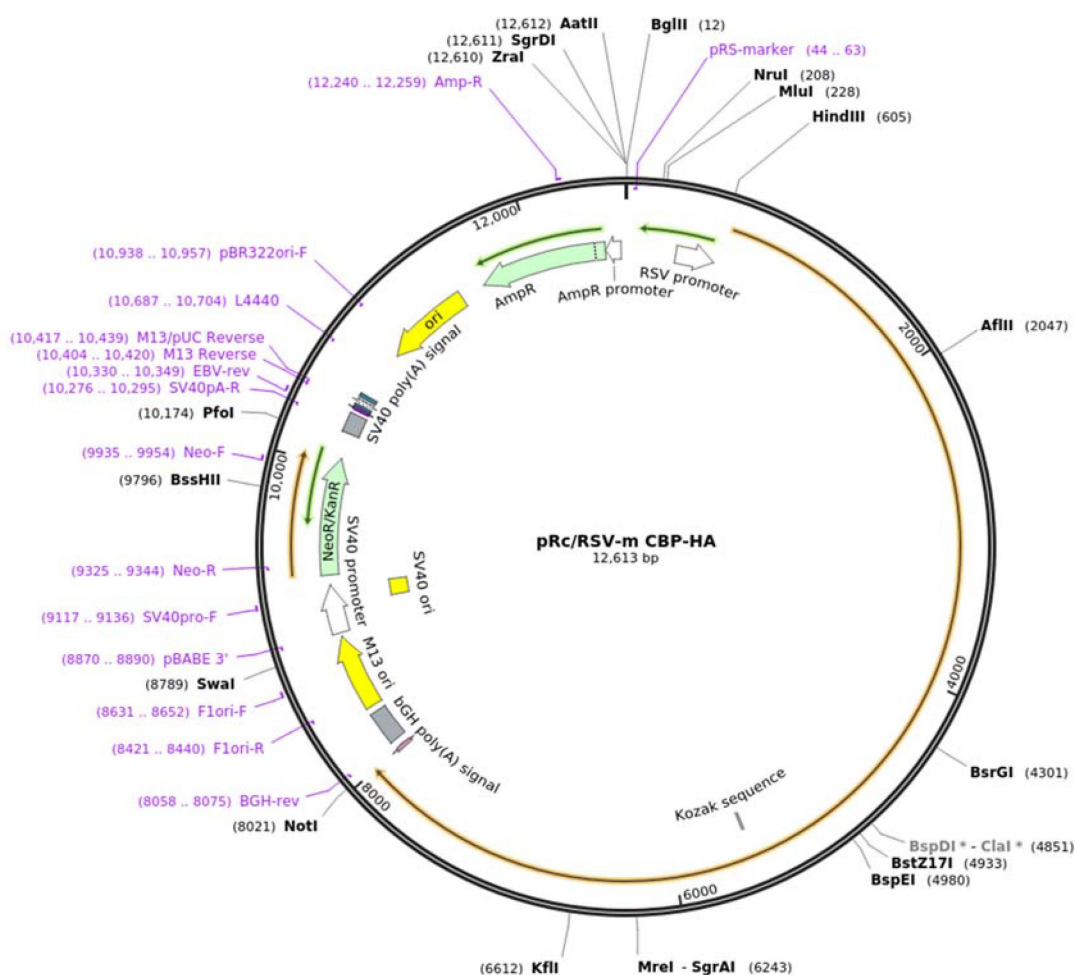 (12,612) AatII
BglII (12)
(12,611) SgrDI
pRS-marker (44 .. 63)
(12,610) ZraI
NruI (208)
(12,240 .. 12,259) Amp-R
MluI (228)
HindIII (605)
12,000
(10,938 .. 10,957) pBR322ori-F
RSV promoter
AmpR promoter
AmpR
(10,687 .. 10,704) L4440
ori
2000
AflII (2047)
(10,417 .. 10,439) M13/pUC Reverse
(10,404 .. 10,420) M13 Reverse
(10,330 .. 10,349) EBV-rev
(10,276 .. 10,295) SV40pA-R
SV40 poly(A) signal
(10,174) PfoI
(9935 .. 9954) Neo-F
10,000
(9796) BssHII
NeoR/KanR
SV40 promoter
pRc/RSV-m CBP-HA
12,613 bp
SV40 ori
(9325 .. 9344) Neo-R
(9117 .. 9136) SV40pro-F
(8870 .. 8890) pBABE 3'
M13 ori
(8789) SwaI
4000
(8631 .. 8652) F1ori-F
bGH poly(A) signal
(8421 .. 8440) F1ori-R
BsrGI (4301)
(8058 .. 8075) BGH-rev
8000
Kozak sequence
(8021) NotI
BspDI * - ClaI * (4851)
BstZ17I (4933)
BspEI (4980)
6000
(6612) KflI
MreI - SgrAI (6243)